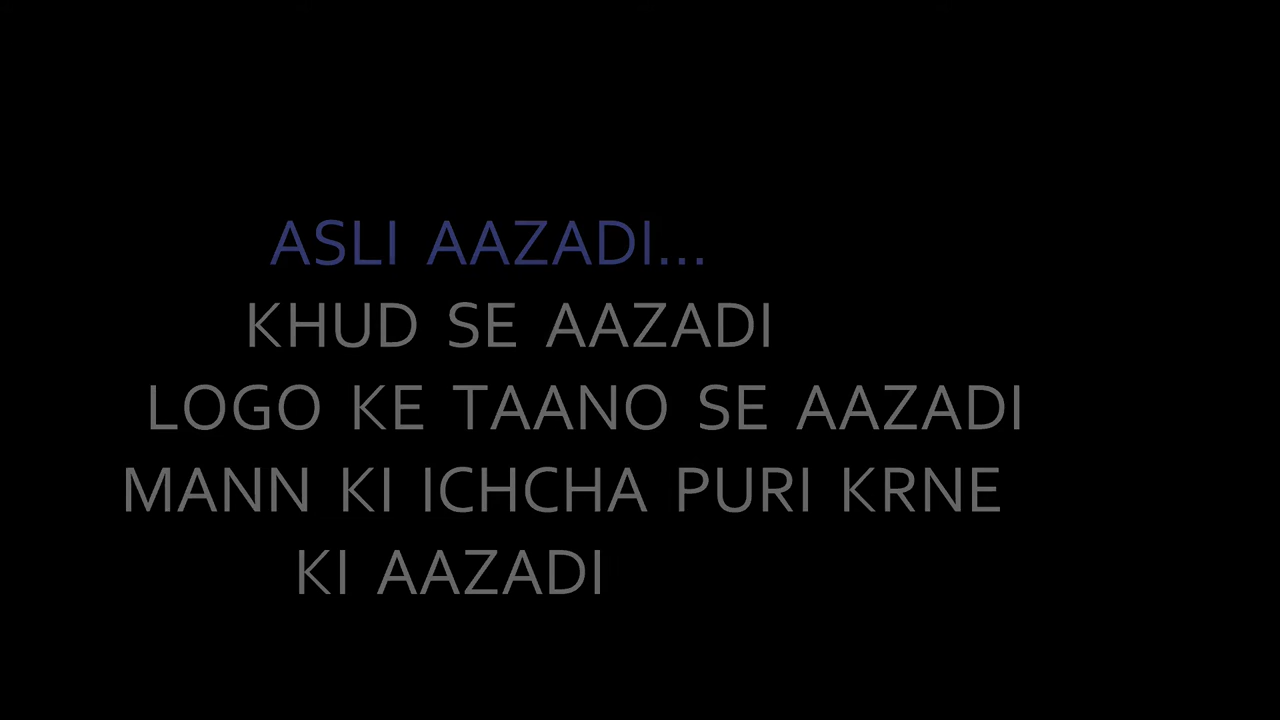 ASLI AAZADI...
KHUD SE AAZADI
LOGO KE TAANO SE AAZADI
MANN KI ICHCHA PURI KRNE
KI AAZADI